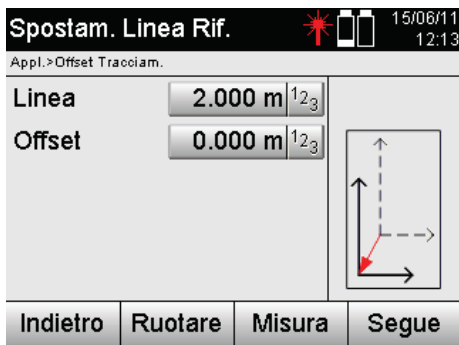 Spostam. Linea Rif.
15/06/11
12:13
Appl.>Offset Tracciam.
Linea 2.000 m 123
Offset 0.000 m 123
Indietro Ruotare Misura Segue